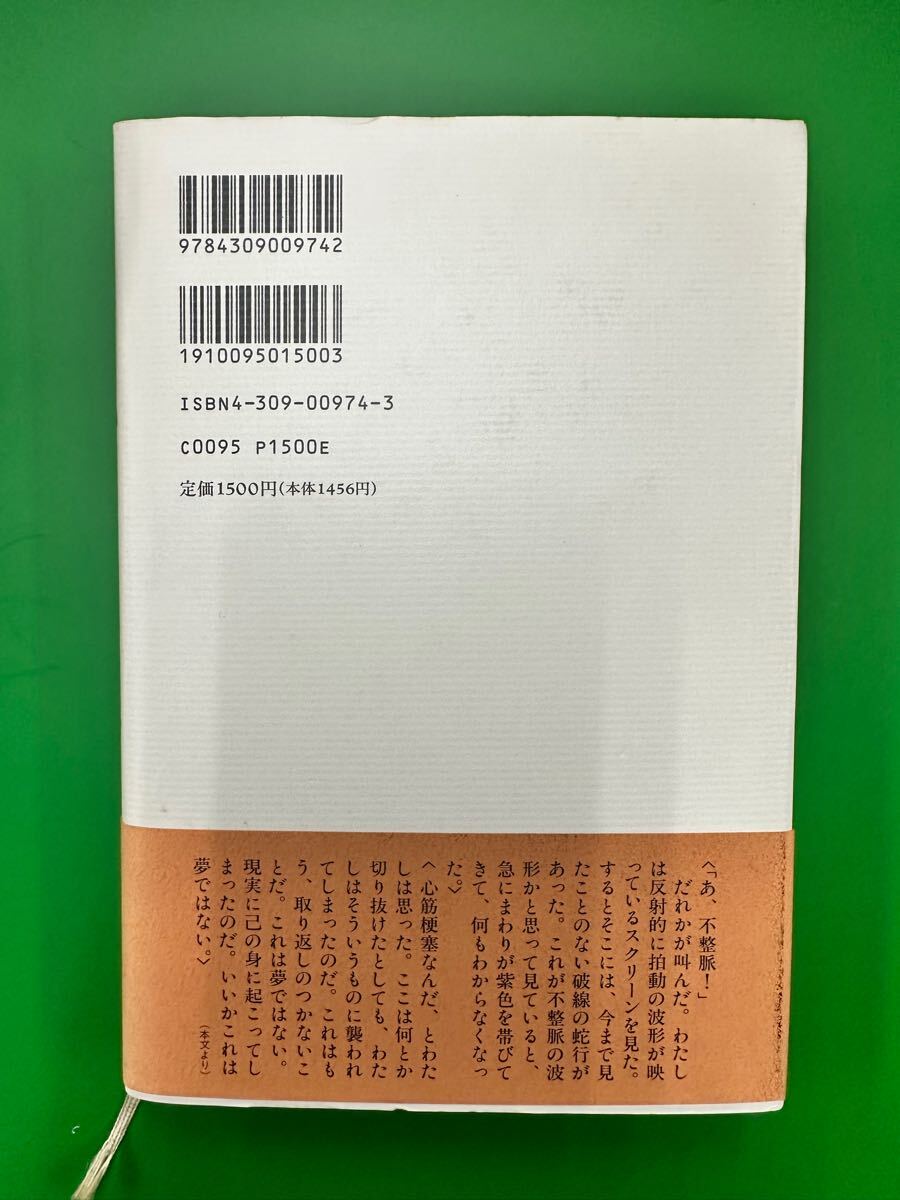 9784309009742
1910095015003
ISBN4-309-00974-3
C0095 P1500E
定価1500円(本体1456円)
〈「あ、不整脈!」
だれかが叫んだ。わたし
は反射的に拍動の波形が映
っているスクリーンを見た。
するとそこには、今まで見
たことのない破線の蛇行が
あった。これが不整脈の波
形かと思って見ていると、
急にまわりが紫色を帯びて
きて、何もわからなくなっ
た。〉
〈心筋梗塞なんだ、とわた
しは思った。ここは何とか
切り抜けたとしても、わた
しはそういうものに襲われ
てしまったのだ。これはも
う、取り返しのつかないこ
とだ。これは夢ではない。
現実に己の身に起こってし
まったのだ。いいかこれは
夢ではない。〉
(本文より)